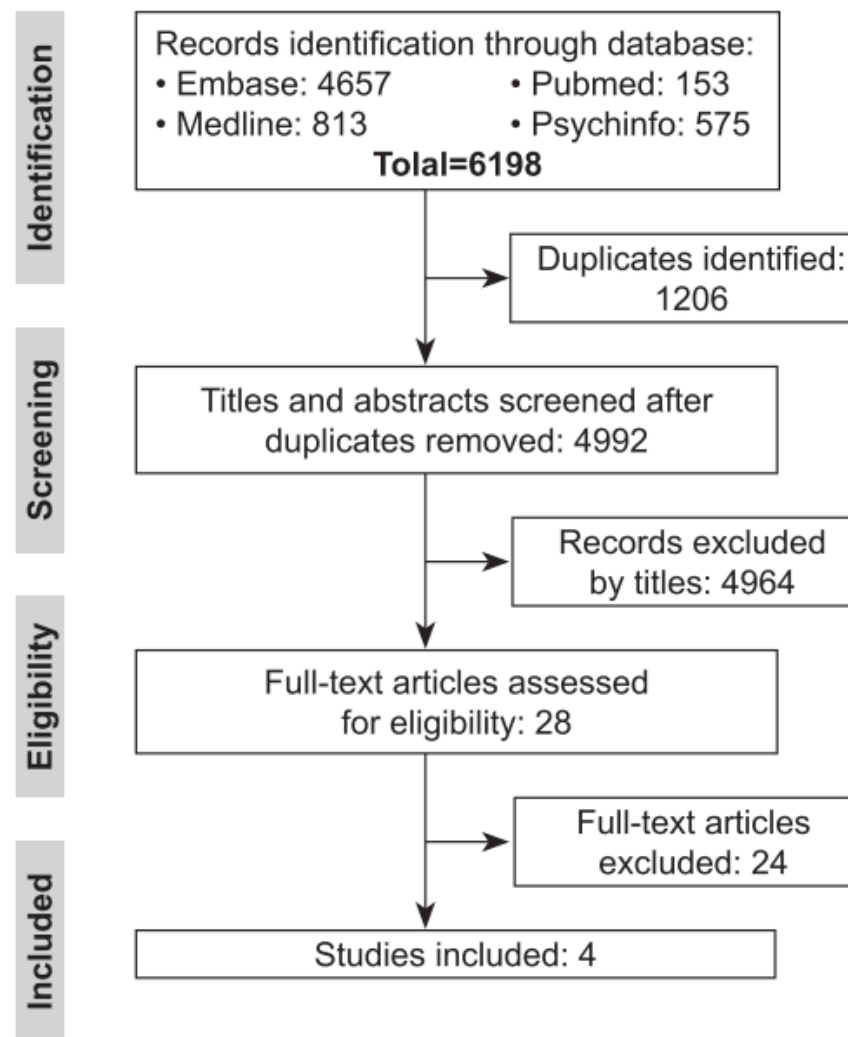 Identification
Records identification through database:
• Embase: 4657 • Pubmed: 153
• Medline: 813 • Psychinfo: 575
Tolal=6198
Duplicates identified:
1206
Screening
Titles and abstracts screened after
duplicates removed: 4992
Records excluded
by titles: 4964
Eligibility
Full-text articles assessed
for eligibility: 28
Full-text articles
excluded: 24
Included
Studies included: 4